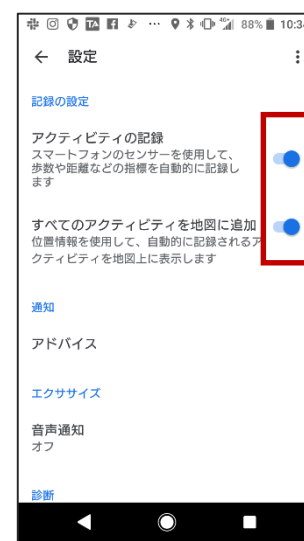 88% 10:34
← 設定
記録の設定
アクティビティの記録
スマートフォンのセンサーを使用して、
歩数や距離などの指標を自動的に記録し
ます
すべてのアクティビティを地図に追加
位置情報を使用して、自動的に記録されるア
クティビティを地図上に表示します
通知
アドバイス
エクササイズ
音声通知
オフ
診断